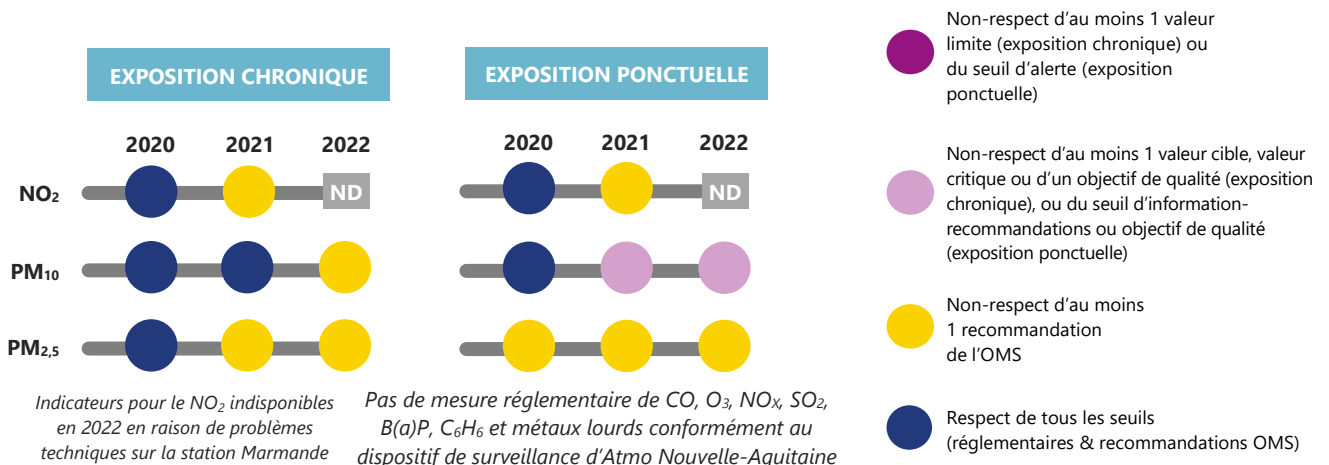 EXPOSITION CHRONIQUE
2020 2021 2022
NO₂ ND
PM₁₀
PM₂,₅
Indicateurs pour le NO₂ indisponibles
en 2022 en raison de problèmes
techniques sur la station Marmande
EXPOSITION PONCTUELLE
2020 2021 2022
ND
Pas de mesure réglementaire de CO, O₃, NOₓ, SO₂,
B(a)P, C₆H₆ et métaux lourds conformément au
dispositif de surveillance d'Atmo Nouvelle-Aquitaine
Non-respect d'au moins 1 valeur
limite (exposition chronique) ou
du seuil d'alerte (exposition
ponctuelle)
Non-respect d'au moins 1 valeur cible, valeur
critique ou d'un objectif de qualité (exposition
chronique), ou du seuil d'information-
recommandations ou objectif de qualité
(exposition ponctuelle)
Non-respect d'au moins
1 recommandation
de l'OMS
Respect de tous les seuils
(réglementaires & recommandations OMS)